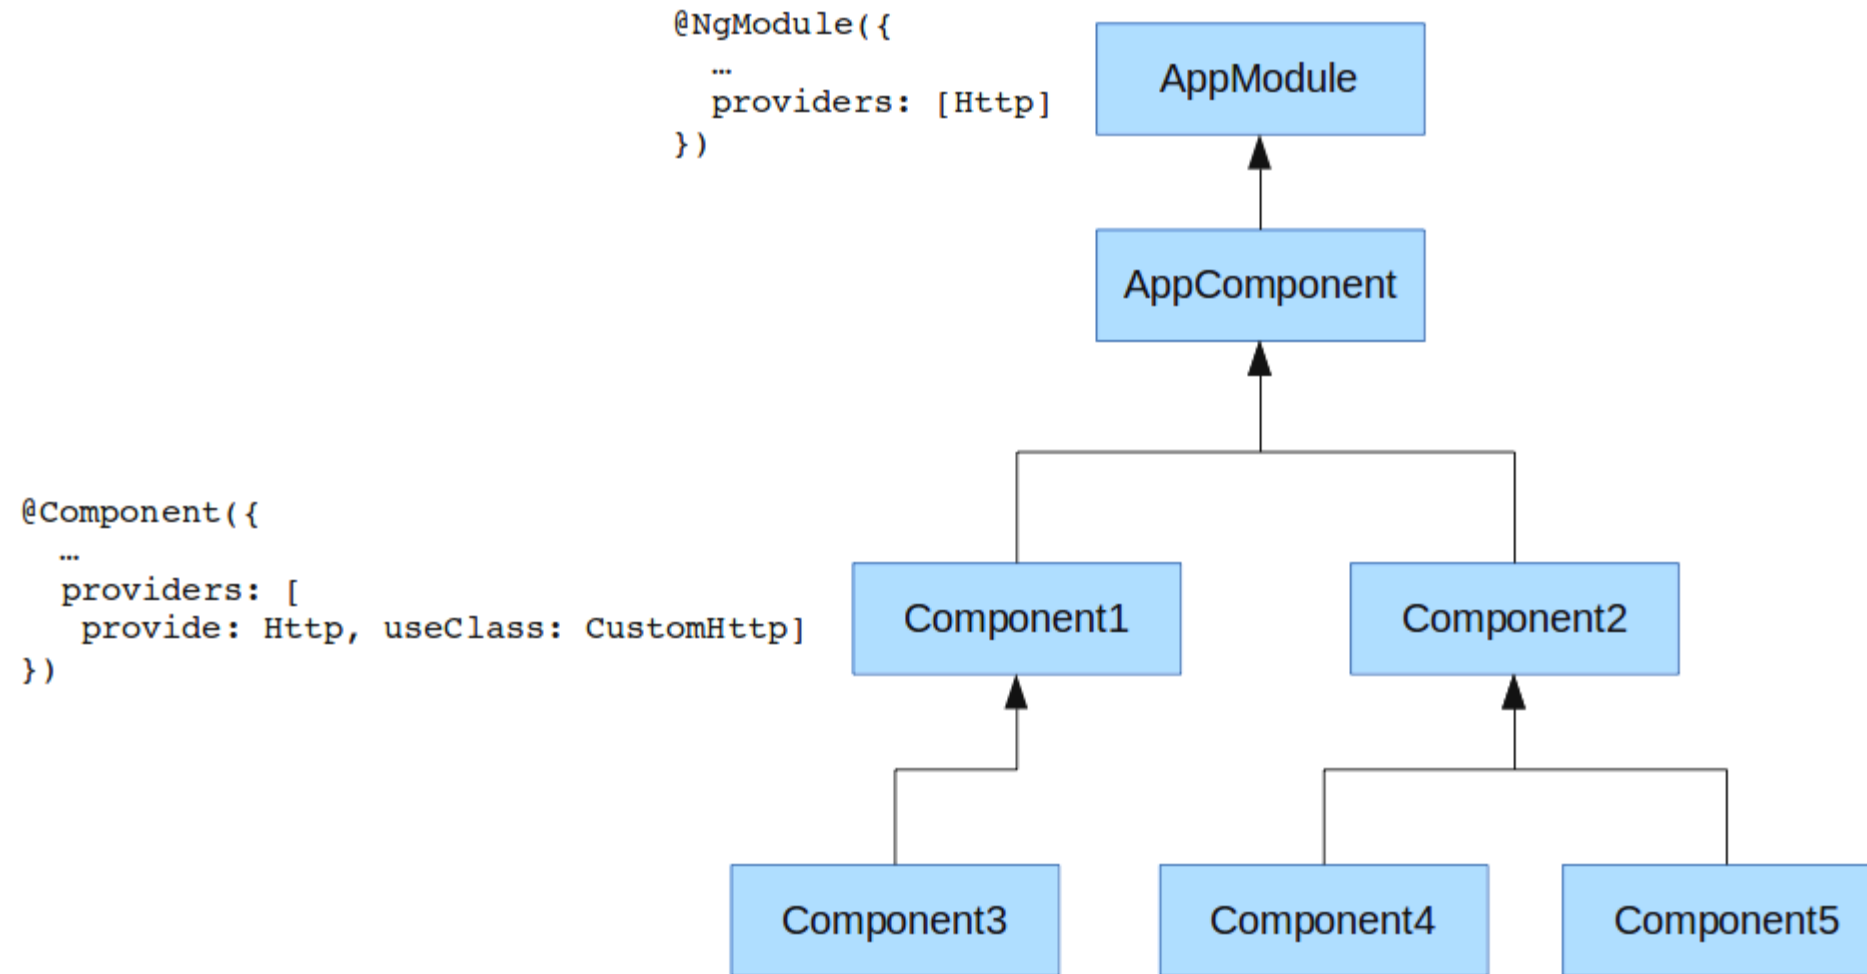 @NgModule({
…
providers: [Http]
})
AppModule
AppComponent
@Component({
…
providers: [
provide: Http, useClass: CustomHttp]
})
Component1
Component2
Component3
Component4
Component5